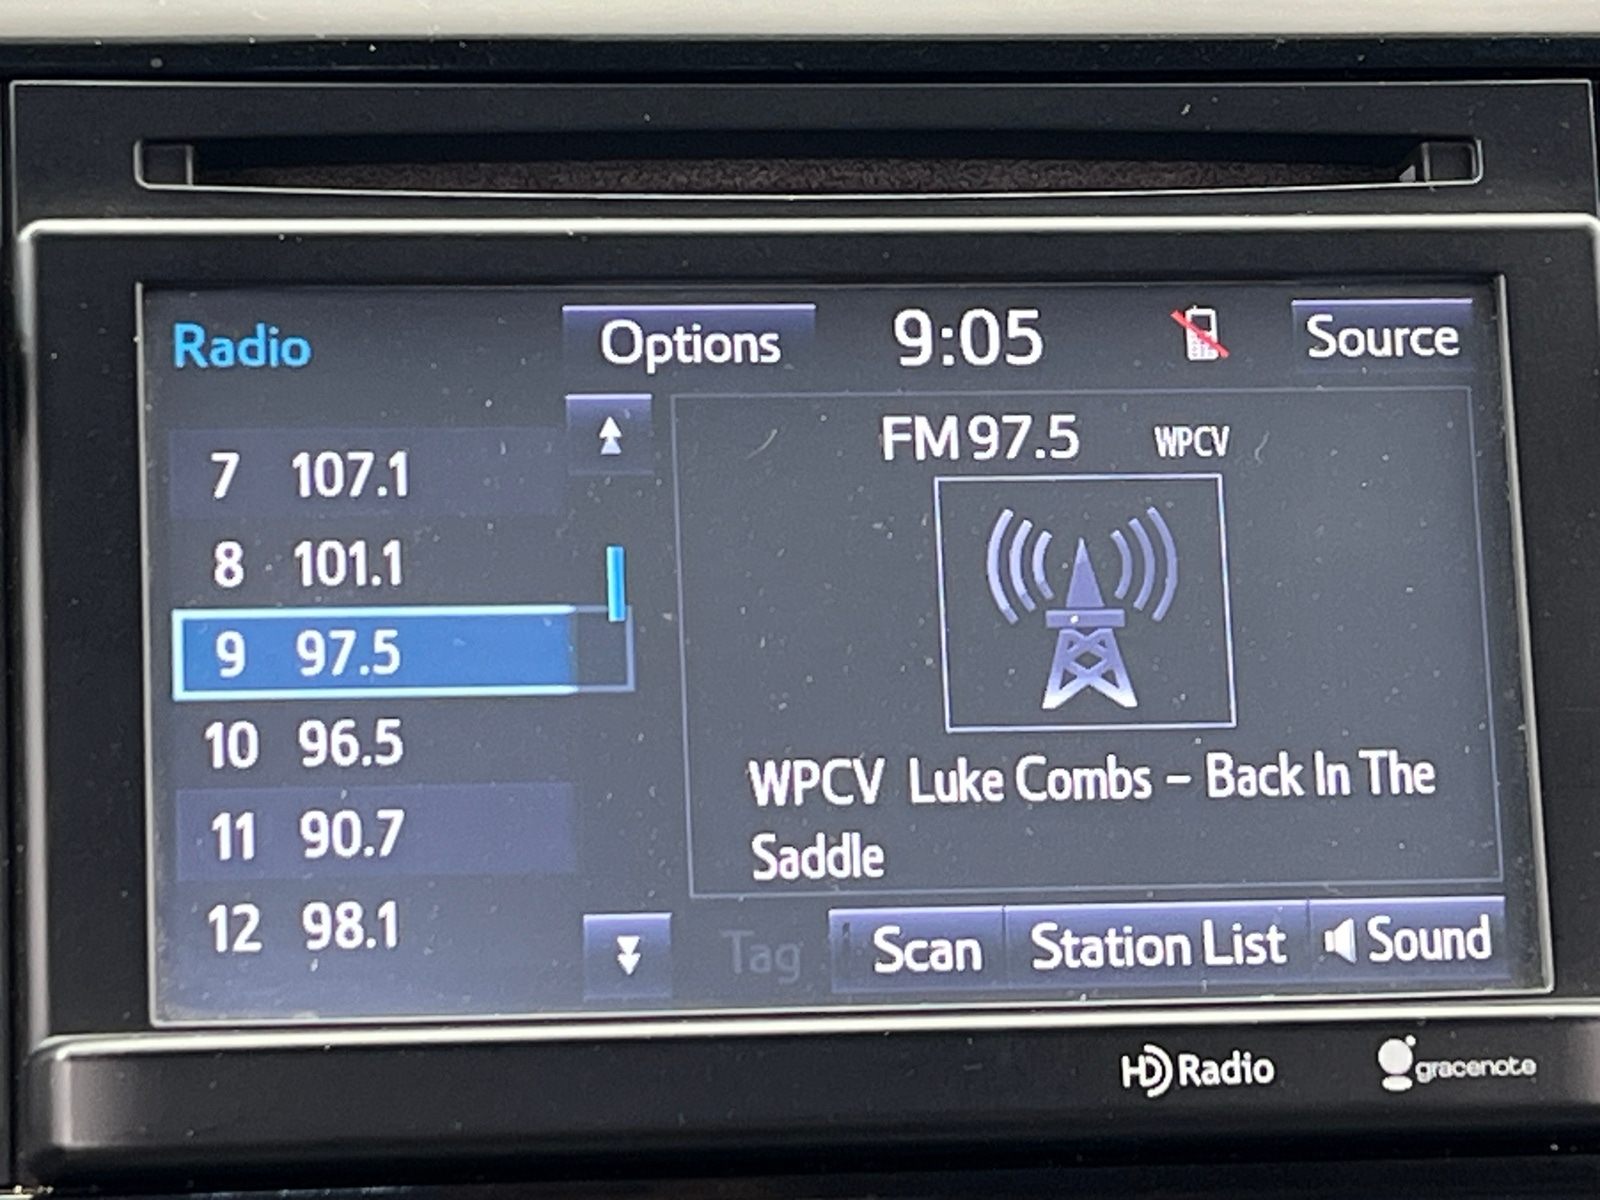 Radio
Options
9:05
Source
7 107.1
8 101.1
9 97.5
10 96.5
11 90.7
12 98.1
FM 97.5 WPCV
WPCV Luke Combs – Back In The
Saddle
Tag
Scan
Station List
Sound
HD Radio
gracenote